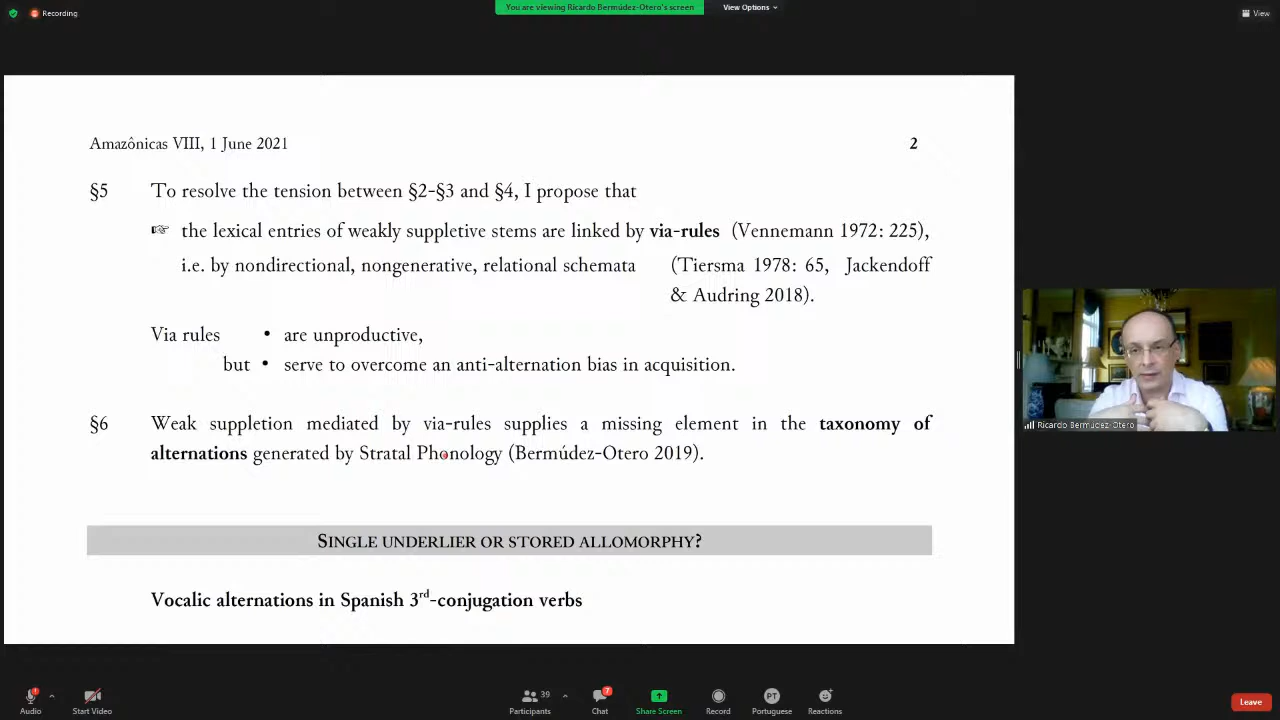 Recording
You are viewing Ricardo Bermúdez-Otero's screen
View Options
View
Amazônicas VIII, 1 June 2021
2
§5 To resolve the tension between §2-§3 and §4, I propose that
☞ the lexical entries of weakly suppletive stems are linked by via-rules (Vennemann 1972: 225),
i.e. by nondirectional, nongenerative, relational schemata (Tiersma 1978: 65, Jackendoff
& Audring 2018).
Via rules • are unproductive,
but • serve to overcome an anti-alternation bias in acquisition.
§6 Weak suppletion mediated by via-rules supplies a missing element in the taxonomy of
alternations generated by Stratal Phonology (Bermúdez-Otero 2019).
SINGLE UNDERLIER OR STORED ALLOMORPHY?
Vocalic alternations in Spanish 3rd-conjugation verbs
Ricardo Bermúdez-Otero
Audio
Start Video
39
Participants
7
Chat
Share Screen
Record
PT
Portuguese
Reactions
Leave